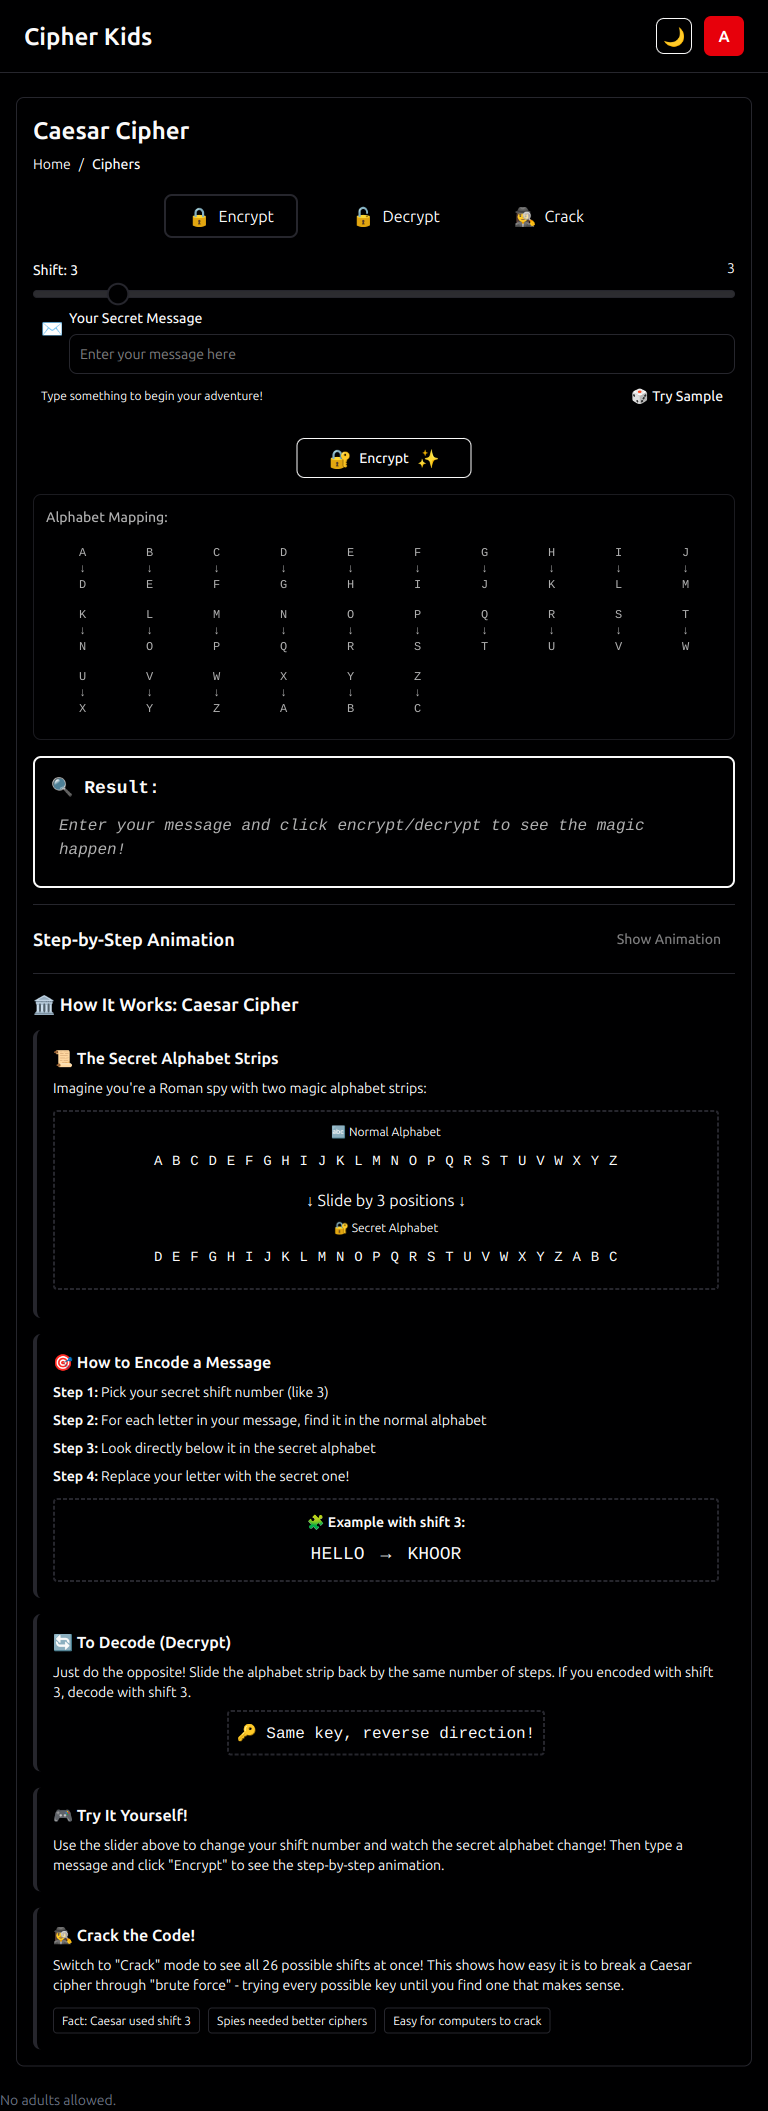 Cipher Kids
A
Caesar Cipher
Home / Ciphers
Encrypt Decrypt Crack
Shift: 3 3
Your Secret Message
Enter your message here
Type something to begin your adventure! Try Sample
Encrypt
Alphabet Mapping:
A B C D E F G H I J
↓ ↓ ↓ ↓ ↓ ↓ ↓ ↓ ↓ ↓
D E F G H I J K L M
K L M N O P Q R S T
↓ ↓ ↓ ↓ ↓ ↓ ↓ ↓ ↓ ↓
N O P Q R S T U V W
U V W X Y Z
↓ ↓ ↓ ↓ ↓ ↓
X Y Z A B C
Result:
Enter your message and click encrypt/decrypt to see the magic
happen!
Step-by-Step Animation Show Animation
How It Works: Caesar Cipher
The Secret Alphabet Strips
Imagine you're a Roman spy with two magic alphabet strips:
Normal Alphabet
A B C D E F G H I J K L M N O P Q R S T U V W X Y Z
↓ Slide by 3 positions ↓
Secret Alphabet
D E F G H I J K L M N O P Q R S T U V W X Y Z A B C
How to Encode a Message
Step 1: Pick your secret shift number (like 3)
Step 2: For each letter in your message, find it in the normal alphabet
Step 3: Look directly below it in the secret alphabet
Step 4: Replace your letter with the secret one!
Example with shift 3:
HELLO → KHOOR
To Decode (Decrypt)
Just do the opposite! Slide the alphabet strip back by the same number of steps. If you encoded with shift
3, decode with shift 3.
Same key, reverse direction!
Try It Yourself!
Use the slider above to change your shift number and watch the secret alphabet change! Then type a
message and click "Encrypt" to see the step-by-step animation.
Crack the Code!
Switch to "Crack" mode to see all 26 possible shifts at once! This shows how easy it is to break a Caesar
cipher through "brute force" - trying every possible key until you find one that makes sense.
Fact: Caesar used shift 3 Spies needed better ciphers Easy for computers to crack
No adults allowed.